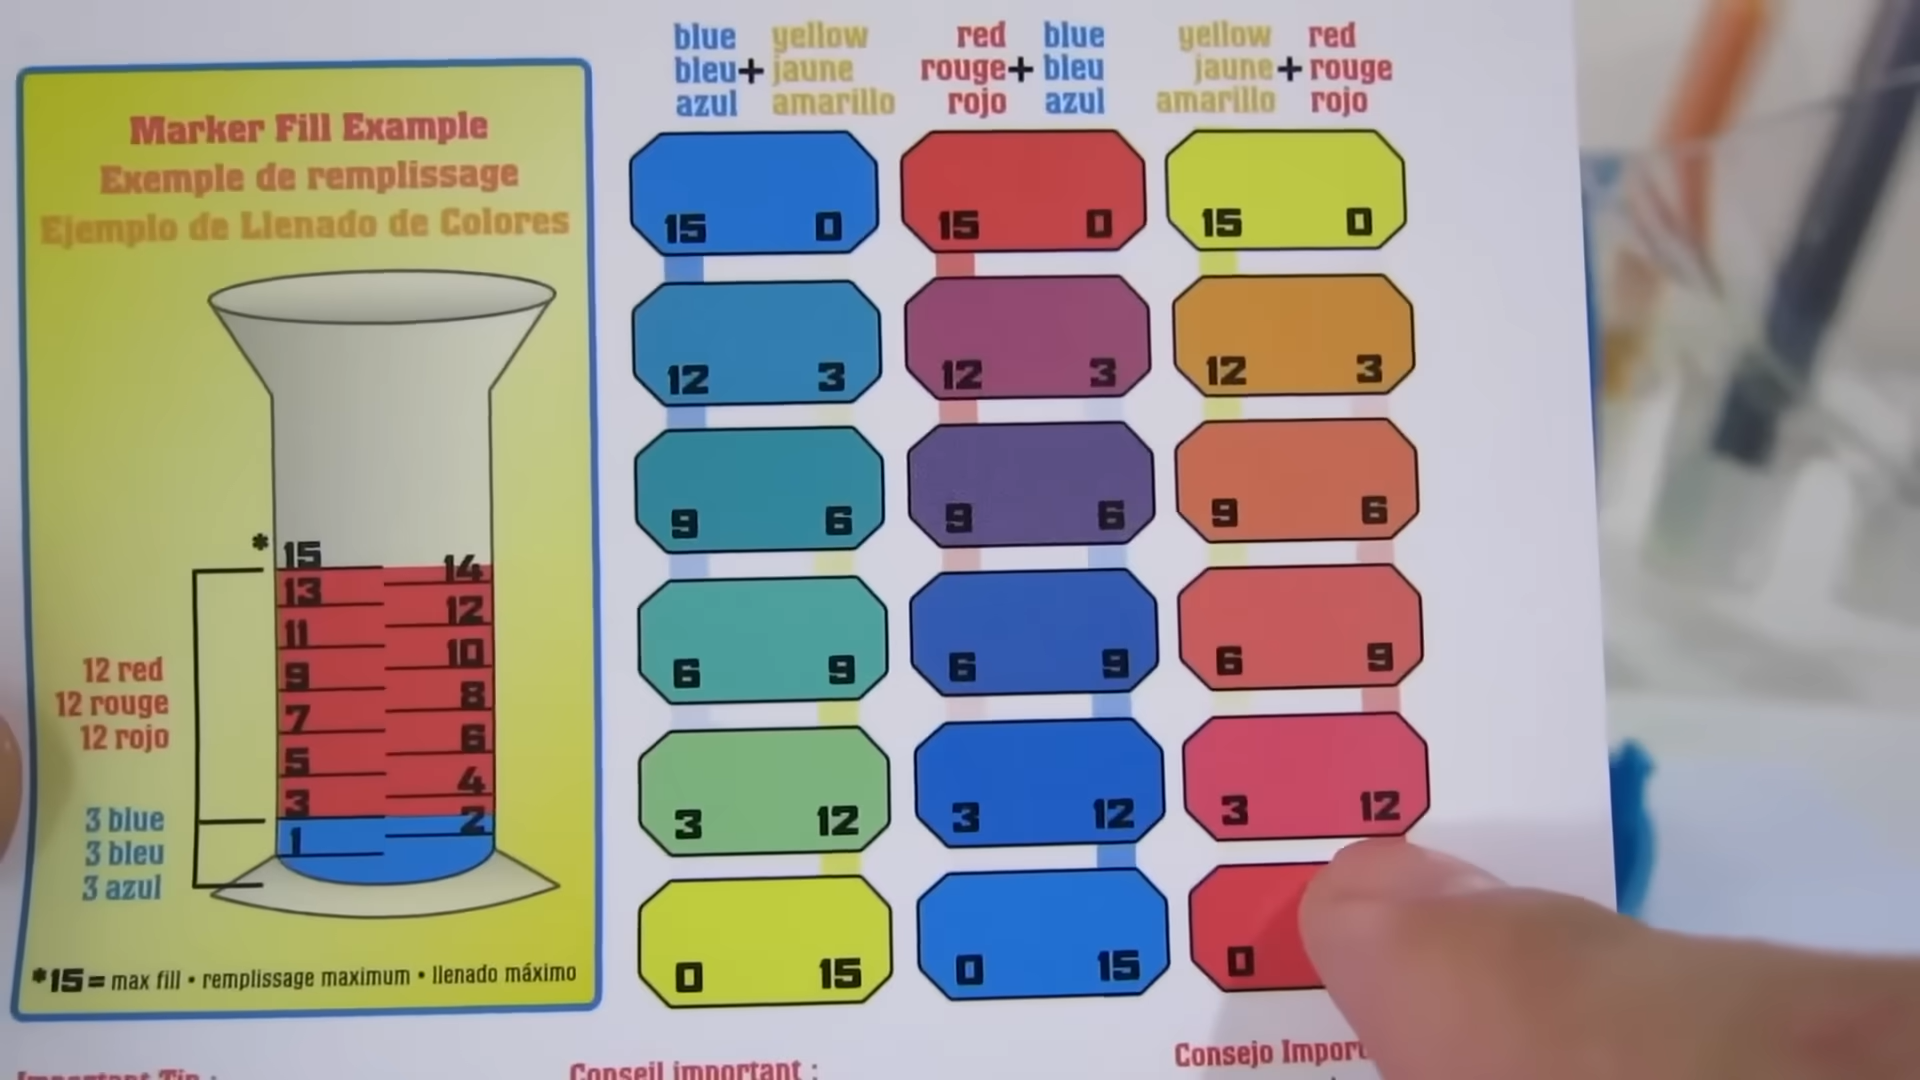 Marker Fill Example
Exemple de remplissage
Ejemplo de Llenado de Colores
* 15
14
13
12
11
10
9
8
7
6
5
4
3
2
1
12 red
12 rouge
12 rojo
3 blue
3 bleu
3 azul
*15 = max fill • remplissage maximum • llenado máximo
blue yellow
bleu + jaune
azul amarillo
red blue
rouge + bleu
rojo azul
yellow red
jaune + rouge
amarillo rojo
15 0 15 0 15 0
12 3 12 3 12 3
9 6 9 6 9 6
6 9 6 9 6 9
3 12 3 12 3 12
0 15 0 15 0
Important Tip :
Conseil important :
Consejo